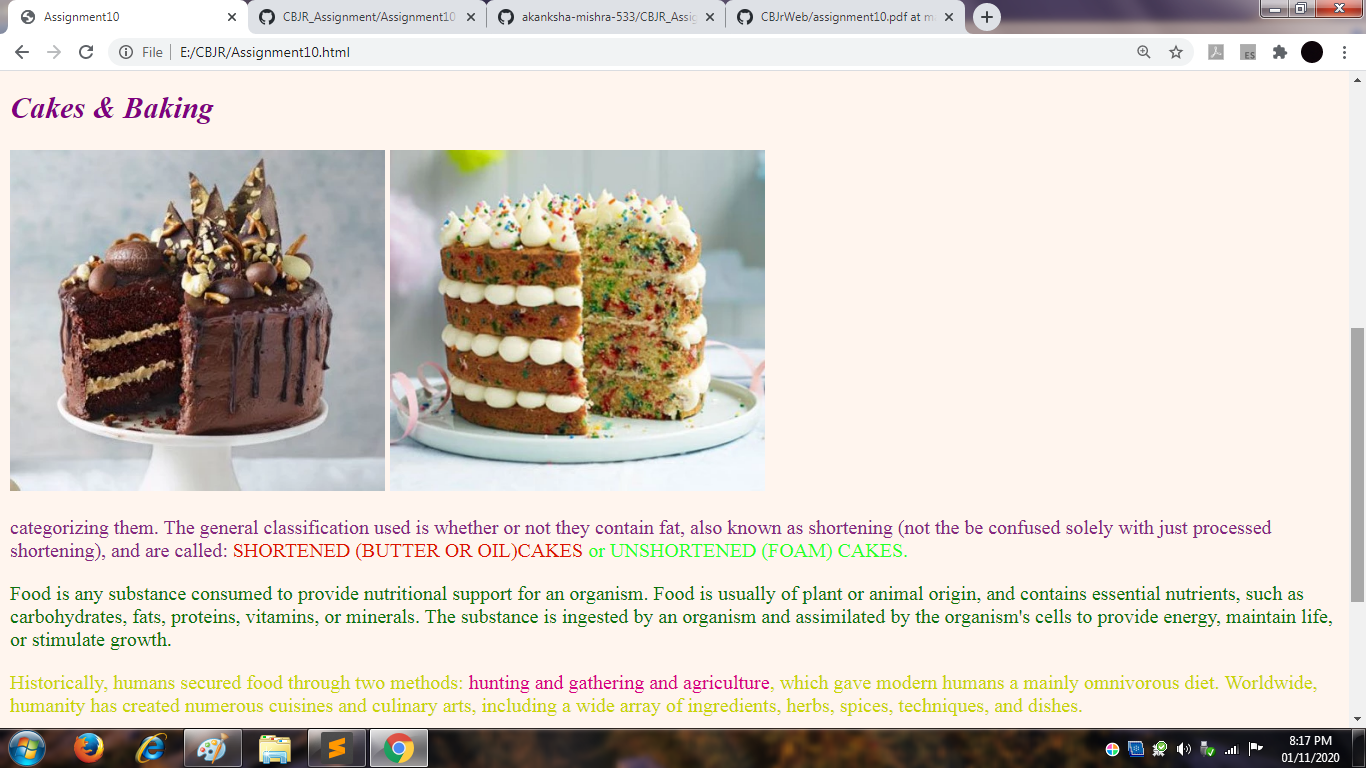 Assignment10
CBJR_Assignment/Assignment10
akanksha-mishra-533/CBJR_Assig
CBJrWeb/assignment10.pdf at m
File
E:/CBJR/Assignment10.html
ES
Cakes & Baking
categorizing them. The general classification used is whether or not they contain fat, also known as shortening (not the be confused solely with just processed
shortening), and are called: SHORTENED (BUTTER OR OIL)CAKES or UNSHORTENED (FOAM) CAKES.
Food is any substance consumed to provide nutritional support for an organism. Food is usually of plant or animal origin, and contains essential nutrients, such as
carbohydrates, fats, proteins, vitamins, or minerals. The substance is ingested by an organism and assimilated by the organism's cells to provide energy, maintain life,
or stimulate growth.
Historically, humans secured food through two methods: hunting and gathering and agriculture, which gave modern humans a mainly omnivorous diet. Worldwide,
humanity has created numerous cuisines and culinary arts, including a wide array of ingredients, herbs, spices, techniques, and dishes.
8:17 PM
01/11/2020